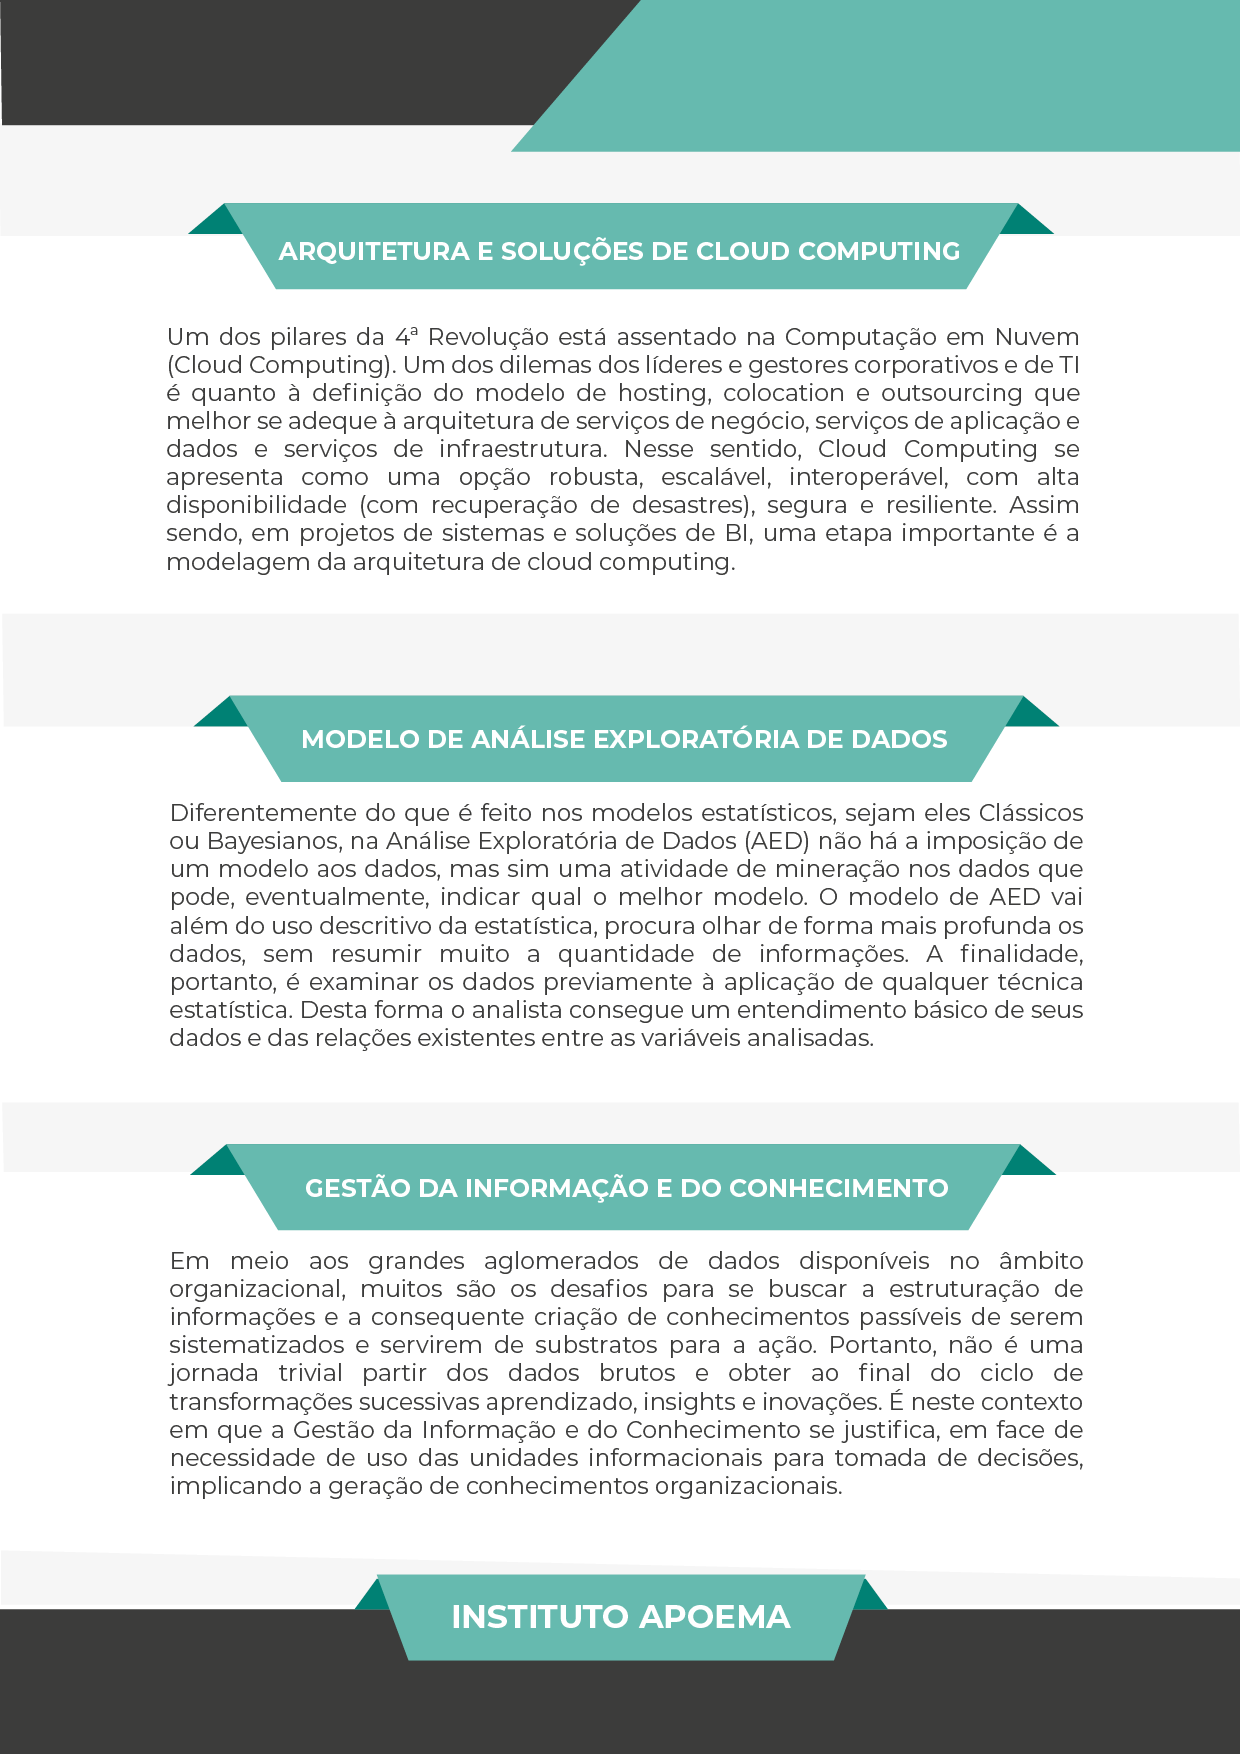 ARQUITETURA E SOLUÇÕES DE CLOUD COMPUTING
Um dos pilares da 4ª Revolução está assentado na Computação em Nuvem
(Cloud Computing). Um dos dilemas dos líderes e gestores corporativos e de TI
é quanto à definição do modelo de hosting, colocation e outsourcing que
melhor se adeque à arquitetura de serviços de negócio, serviços de aplicação e
dados e serviços de infraestrutura. Nesse sentido, Cloud Computing se
apresenta como uma opção robusta, escalável, interoperável, com alta
disponibilidade (com recuperação de desastres), segura e resiliente. Assim
sendo, em projetos de sistemas e soluções de BI, uma etapa importante é a
modelagem da arquitetura de cloud computing.
MODELO DE ANÁLISE EXPLORATÓRIA DE DADOS
Diferentemente do que é feito nos modelos estatísticos, sejam eles Clássicos
ou Bayesianos, na Análise Exploratória de Dados (AED) não há a imposição de
um modelo aos dados, mas sim uma atividade de mineração nos dados que
pode, eventualmente, indicar qual o melhor modelo. O modelo de AED vai
além do uso descritivo da estatística, procura olhar de forma mais profunda os
dados, sem resumir muito a quantidade de informações. A finalidade,
portanto, é examinar os dados previamente à aplicação de qualquer técnica
estatística. Desta forma o analista consegue um entendimento básico de seus
dados e das relações existentes entre as variáveis analisadas.
GESTÃO DA INFORMAÇÃO E DO CONHECIMENTO
Em meio aos grandes aglomerados de dados disponíveis no âmbito
organizacional, muitos são os desafios para se buscar a estruturação de
informações e a consequente criação de conhecimentos passíveis de serem
sistematizados e servirem de substratos para a ação. Portanto, não é uma
jornada trivial partir dos dados brutos e obter ao final do ciclo de
transformações sucessivas aprendizado, insights e inovações. É neste contexto
em que a Gestão da Informação e do Conhecimento se justifica, em face de
necessidade de uso das unidades informacionais para tomada de decisões,
implicando a geração de conhecimentos organizacionais.
INSTITUTO APOEMA